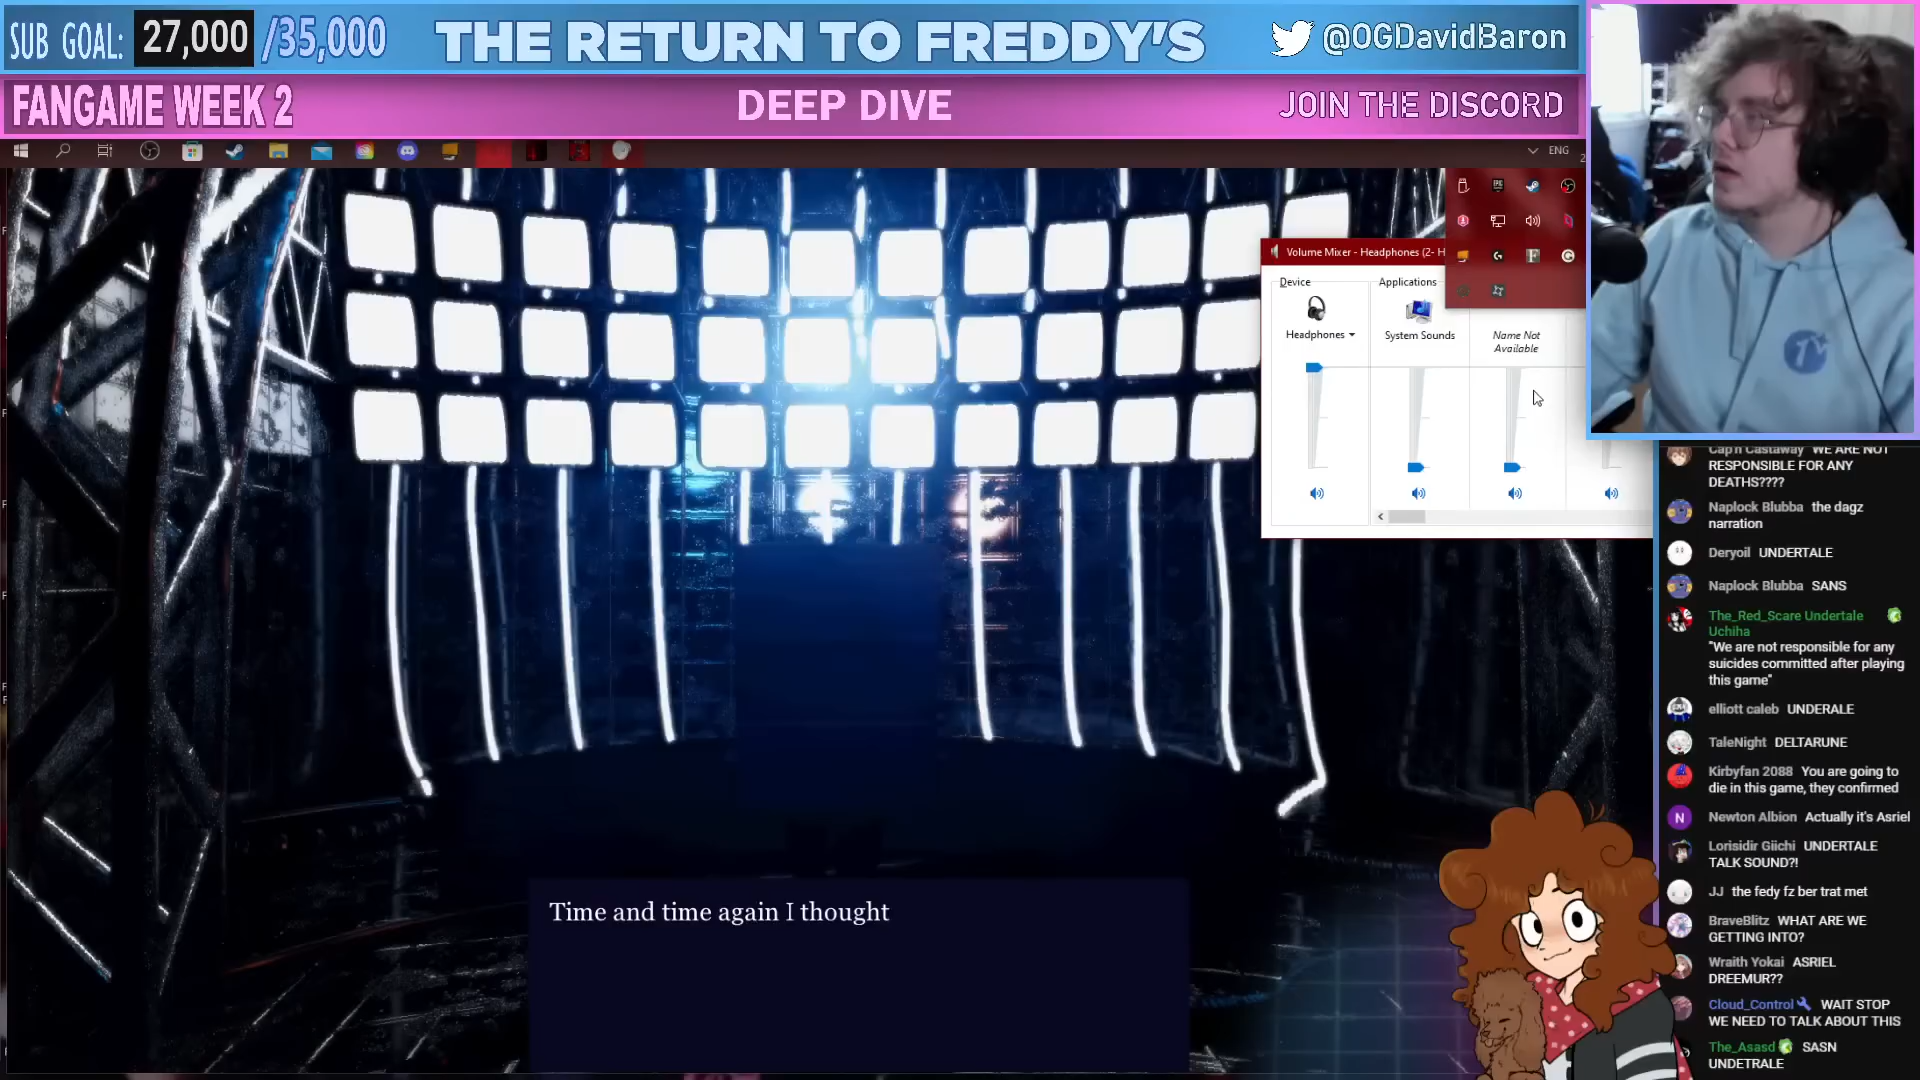 SUB GOAL: 27,000 /35,000
THE RETURN TO FREDDY'S
@OGDavidBaron
FANGAME WEEK 2
DEEP DIVE
JOIN THE DISCORD
ENG
Volume Mixer - Headphones (2- H
Device
Applications
Headphones
System Sounds
Name Not
Available
Time and time again I thought
Cap'n Castaway WE ARE NOT
RESPONSIBLE FOR ANY
DEATHS????
Naplock Blubba the dagz
narration
Deryoil UNDERTALE
Naplock Blubba SANS
The_Red_Scare Undertale
Uchiha
"We are not responsible for any
suicides committed after playing
this game"
elliott caleb UNDERALE
TaleNight DELTARUNE
Kirbyfan 2088 You are going to
die in this game, they confirmed
N
Newton Albion Actually it's Asriel
Lorisidir Giichi UNDERTALE
TALK SOUND?!
JJ the fedy fz ber trat met
BraveBlitz WHAT ARE WE
GETTING INTO?
Wraith Yokai ASRIEL
DREEMUR??
Cloud_Control WAIT STOP
WE NEED TO TALK ABOUT THIS
The_Asasd SASN
UNDETRALE